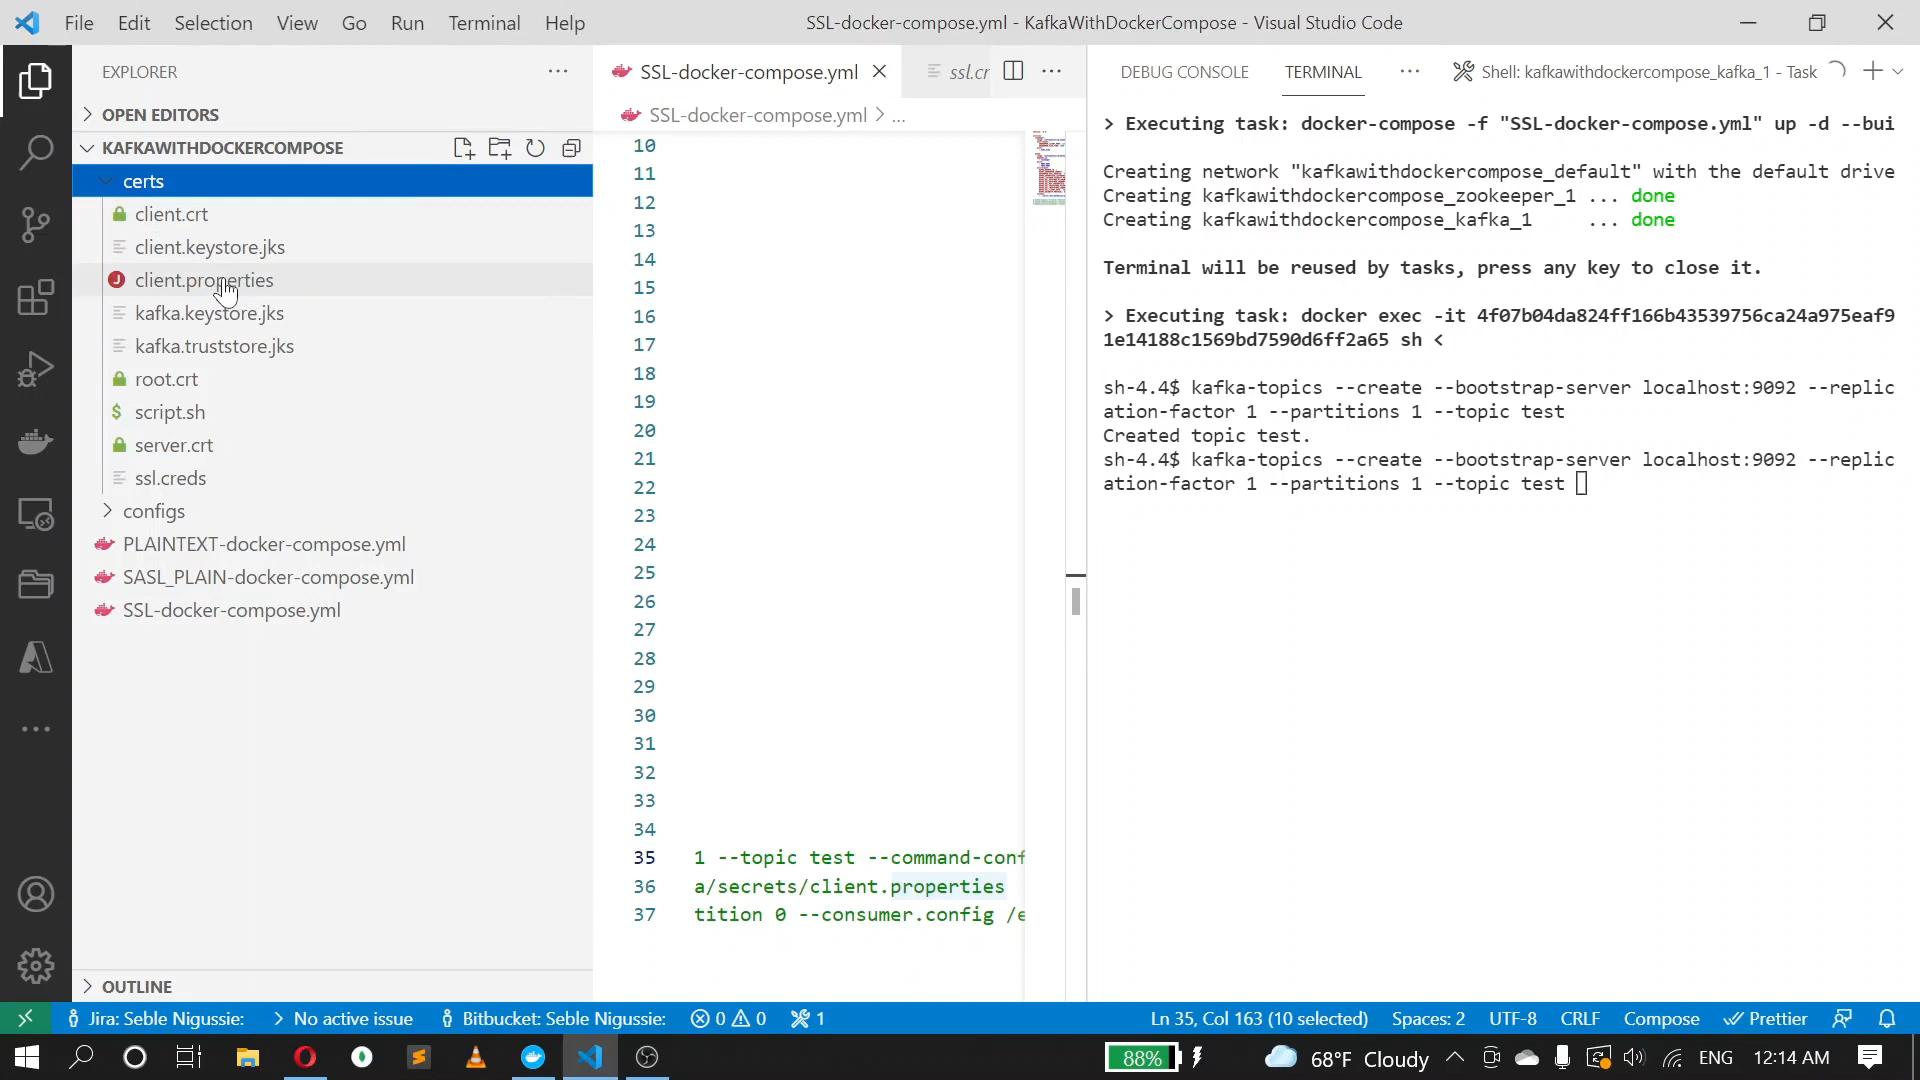 File Edit Selection View Go Run Terminal Help
SSL-docker-compose.yml - KafkaWithDockerCompose - Visual Studio Code
EXPLORER
OPEN EDITORS
KAFKAWITHDOCKERCOMPOSE
certs
client.crt
client.keystore.jks
client.properties
kafka.keystore.jks
kafka.truststore.jks
root.crt
script.sh
server.crt
ssl.creds
configs
PLAINTEXT-docker-compose.yml
SASL_PLAIN-docker-compose.yml
SSL-docker-compose.yml
OUTLINE
SSL-docker-compose.yml
ssl.cr
SSL-docker-compose.yml > ...
10
11
12
13
14
15
16
17
18
19
20
21
22
23
24
25
26
27
28
29
30
31
32
33
34
35 1 --topic test --command-conf
36 a/secrets/client.properties
37 tition 0 --consumer.config /e
DEBUG CONSOLE TERMINAL
Shell: kafkawithdockercompose_kafka_1 - Task
> Executing task: docker-compose -f "SSL-docker-compose.yml" up -d --bui
Creating network "kafkawithdockercompose_default" with the default drive
Creating kafkawithdockercompose_zookeeper_1 ... done
Creating kafkawithdockercompose_kafka_1 ... done
Terminal will be reused by tasks, press any key to close it.
> Executing task: docker exec -it 4f07b04da824ff166b43539756ca24a975eaf9
1e14188c1569bd7590d6ff2a65 sh <
sh-4.4$ kafka-topics --create --bootstrap-server localhost:9092 --replic
ation-factor 1 --partitions 1 --topic test
Created topic test.
sh-4.4$ kafka-topics --create --bootstrap-server localhost:9092 --replic
ation-factor 1 --partitions 1 --topic test
Jira: Seble Nigussie: > No active issue Bitbucket: Seble Nigussie: 0 0 1
Ln 35, Col 163 (10 selected) Spaces: 2 UTF-8 CRLF Compose Prettier
88% 68°F Cloudy ENG 12:14 AM